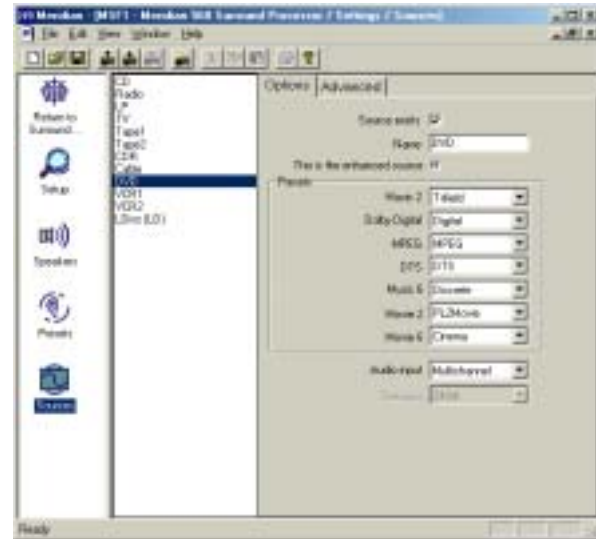 Meridian - [MSF1 - Meridian 568 Surround Processor / Settings / Sources]
File Edit View Window Help
Return to
Surround...
Setup
Speakers
Presets
Sources
CD
Radio
LP
TV
Tape1
Tape2
CDR
Cable
DVD
VCR1
VCR2
LDisc (LD)
Options
Advanced
Source exists
Name DVD
This is the enhanced source
Presets
Music 2 Trifield
Dolby Digital Digital
MPEG MPEG
DTS DTS
Music 6 Discrete
Movie 2 PL2Movie
Movie 6 Cinema
Audio input Multichannel
Ready